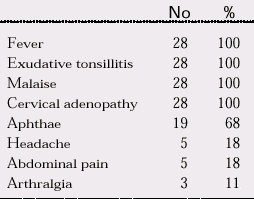 No %
Fever 28 100
Exudative tonsillitis 28 100
Malaise 28 100
Cervical adenopathy 28 100
Aphthae 19 68
Headache 5 18
Abdominal pain 5 18
Arthralgia 3 11